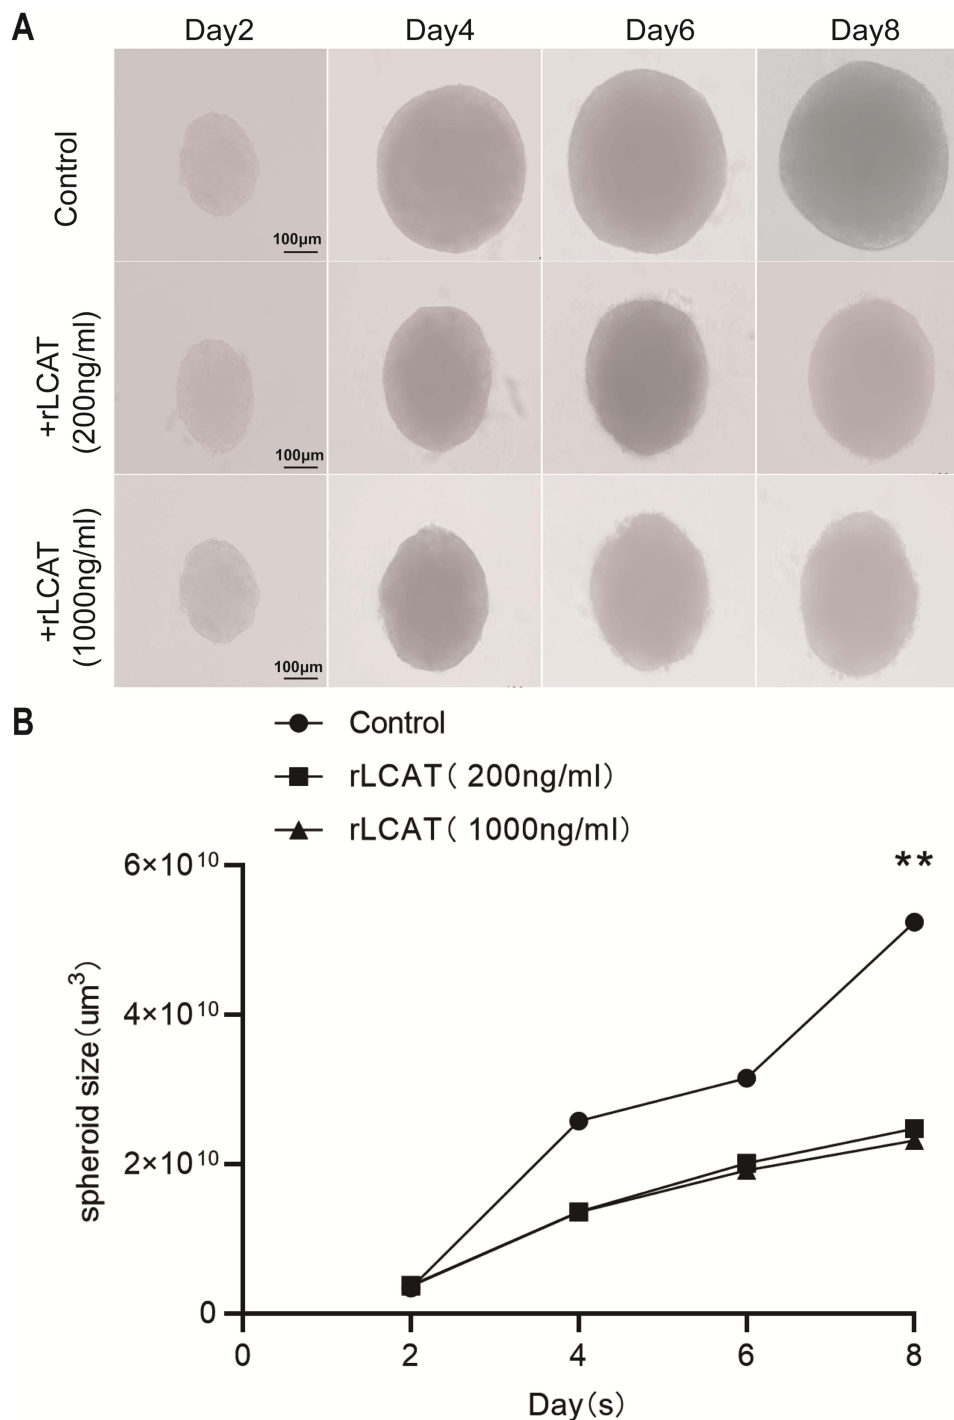 A
Day2 Day4 Day6 Day8
Control
100μm
+rLCAT
(200ng/ml)
100μm
+rLCAT
(1000ng/ml)
100μm
B
Control
rLCAT( 200ng/ml)
rLCAT( 1000ng/ml)
**
6×10¹⁰
4×10¹⁰
2×10¹⁰
0
spheroid size(um³)
0 2 4 6 8
Day(s)